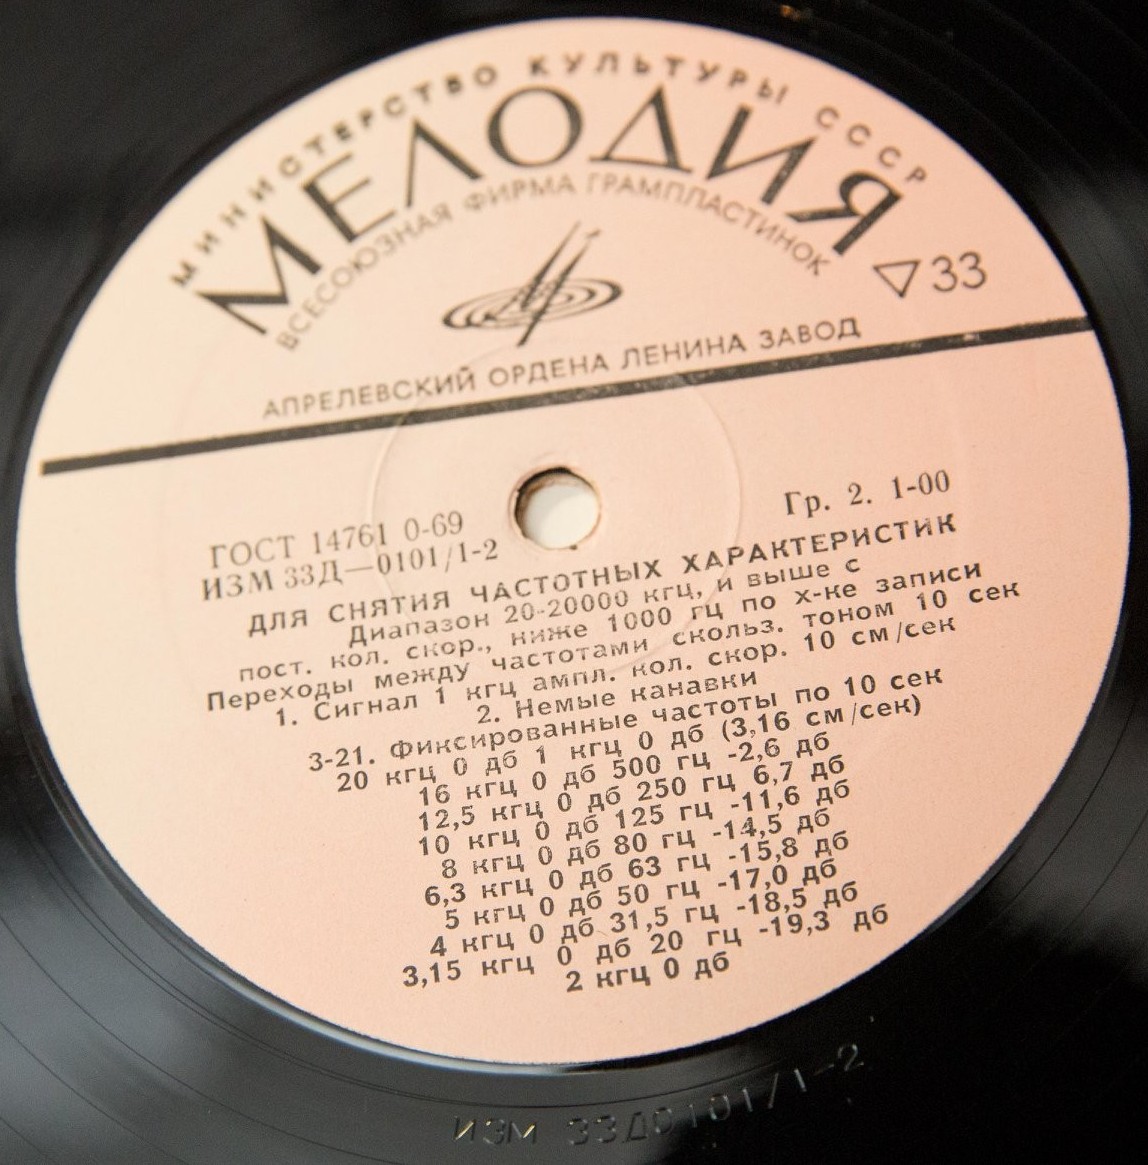 МИНИСТЕРСТВО КУЛЬТУРЫ СССР
МЕЛОДИЯ
ВСЕСОЮЗНАЯ ФИРМА ГРАМПЛАСТИНОК
▽33
АПРЕЛЕВСКИЙ ОРДЕНА ЛЕНИНА ЗАВОД
ГОСТ 14761 0-69
Гр. 2. 1-00
ИЗМ 33Д—0101/1-2
ДЛЯ СНЯТИЯ ЧАСТОТНЫХ ХАРАКТЕРИСТИК
Диапазон 20-20000 кгц, и выше с
пост. кол. скор., ниже 1000 гц по х-ке записи
Переходы между частотами скольз. тоном 10 сек
1. Сигнал 1 кгц ампл. кол. скор. 10 см/сек
2. Немые канавки
3-21. Фиксированные частоты по 10 сек
20 кгц 0 дб 1 кгц 0 дб (3,16 см/сек)
16 кгц 0 дб 500 гц -2,6 дб
12,5 кгц 0 дб 250 гц 6,7 дб
10 кгц 0 дб 125 гц -11,6 дб
8 кгц 0 дб 80 гц -14,5 дб
6,3 кгц 0 дб 63 гц -15,8 дб
5 кгц 0 дб 50 гц -17,0 дб
4 кгц 0 дб 31,5 гц -18,5 дб
3,15 кгц 0 дб 20 гц -19,3 дб
2 кгц 0 дб
ИЗМ 33Д0101/1-2